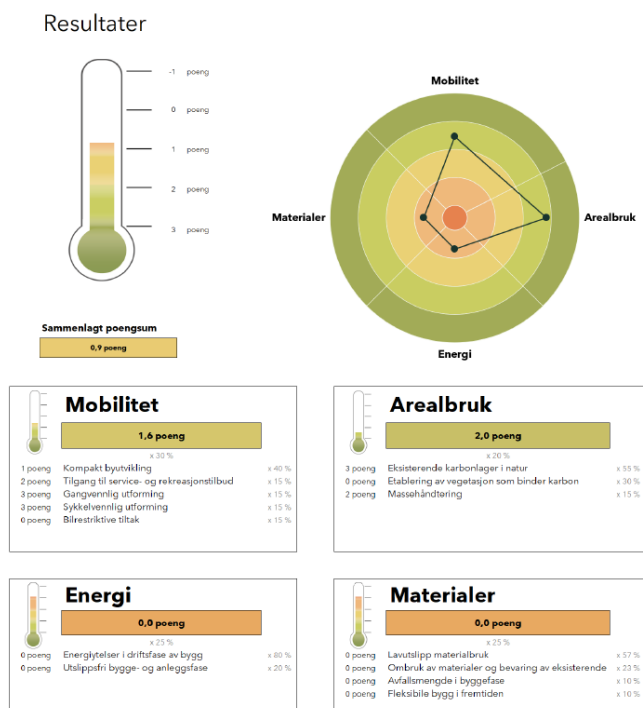 Resultater
-1 poeng
0 poeng
1 poeng
2 poeng
3 poeng
Sammenlagt poengsum
0,9 poeng
Mobilitet
Materialer
Arealbruk
Energi
Mobilitet
1,6 poeng
x 30 %
1 poeng Kompakt byutvikling x 40 %
2 poeng Tilgang til service- og rekreasjonstilbud x 15 %
3 poeng Gangvennlig utforming x 15 %
3 poeng Sykkelvennlig utforming x 15 %
0 poeng Bilrestriktive tiltak x 15 %
Arealbruk
2,0 poeng
x 20 %
3 poeng Eksisterende karbonlager i natur x 55 %
0 poeng Etablering av vegetasjon som binder karbon x 30 %
2 poeng Massehåndtering x 15 %
Energi
0,0 poeng
x 25 %
0 poeng Energiytelser i driftsfase av bygg x 80 %
0 poeng Utslippsfri bygge- og anleggsfase x 20 %
Materialer
0,0 poeng
x 25 %
0 poeng Lavutslipp materialbruk x 57 %
0 poeng Ombruk av materialer og bevaring av eksisterende x 23 %
0 poeng Avfallsmengde i byggefase x 10 %
0 poeng Fleksible bygg i fremtiden x 10 %